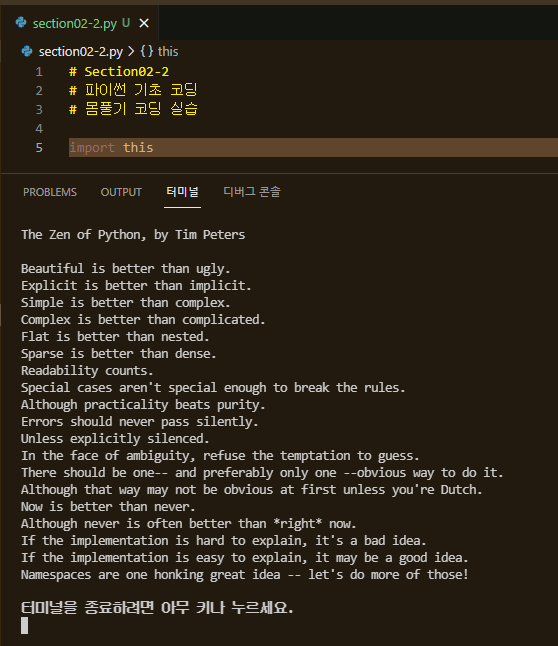 section02-2.py U
section02-2.py > {} this
1 # Section02-2
2 # 파이썬 기초 코딩
3 # 몸풀기 코딩 실습
4
5 import this
PROBLEMS OUTPUT 터미널 디버그 콘솔
The Zen of Python, by Tim Peters
Beautiful is better than ugly.
Explicit is better than implicit.
Simple is better than complex.
Complex is better than complicated.
Flat is better than nested.
Sparse is better than dense.
Readability counts.
Special cases aren't special enough to break the rules.
Although practicality beats purity.
Errors should never pass silently.
Unless explicitly silenced.
In the face of ambiguity, refuse the temptation to guess.
There should be one-- and preferably only one --obvious way to do it.
Although that way may not be obvious at first unless you're Dutch.
Now is better than never.
Although never is often better than *right* now.
If the implementation is hard to explain, it's a bad idea.
If the implementation is easy to explain, it may be a good idea.
Namespaces are one honking great idea -- let's do more of those!
터미널을 종료하려면 아무 키나 누르세요.